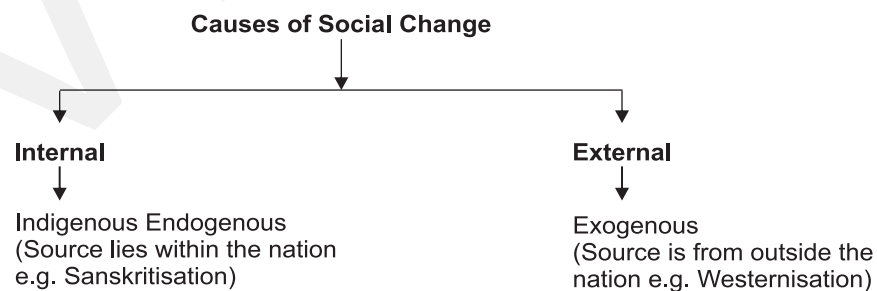 Causes of Social Change
Internal
Indigenous Endogenous
(Source lies within the nation
e.g. Sanskritisation)
External
Exogenous
(Source is from outside the
nation e.g. Westernisation)